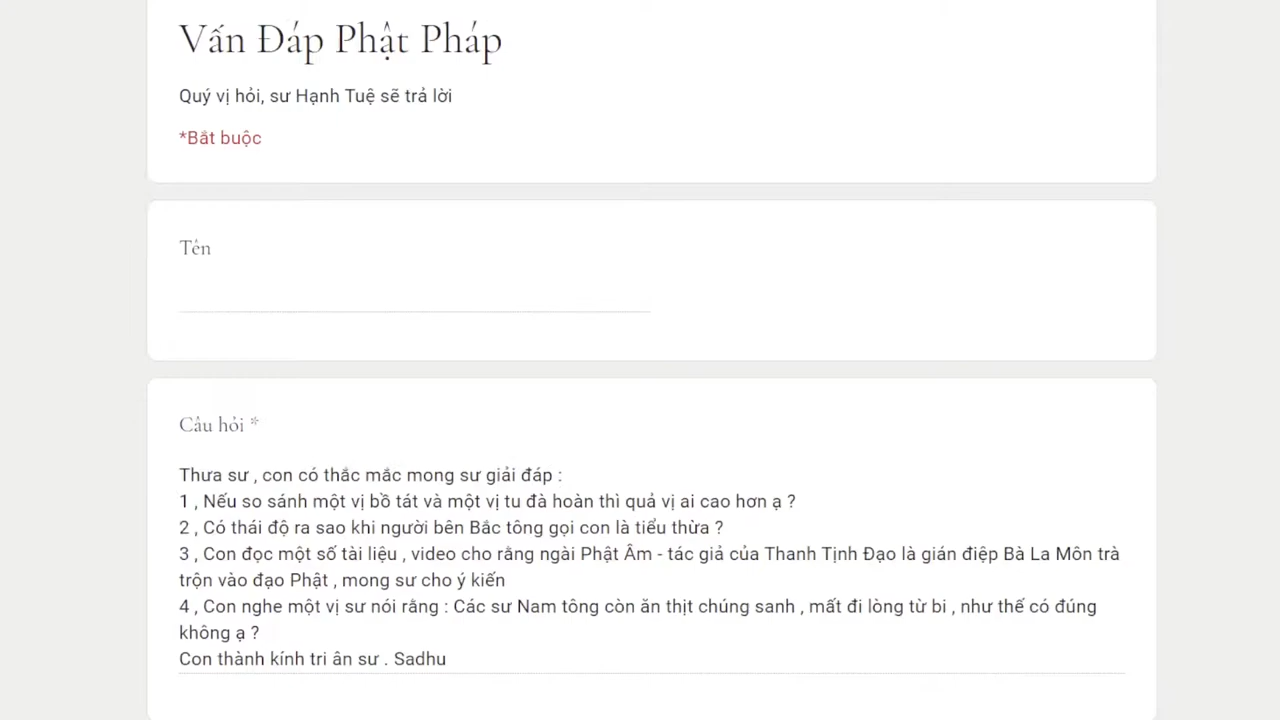 Vấn Đáp Phật Pháp
Quý vị hỏi, sư Hạnh Tuệ sẽ trả lời
*Bắt buộc
Tên
Câu hỏi *
Thưa sư , con có thắc mắc mong sư giải đáp :
1 , Nếu so sánh một vị bồ tát và một vị tu đà hoàn thì quả vị ai cao hơn ạ ?
2 , Có thái độ ra sao khi người bên Bắc tông gọi con là tiểu thừa ?
3 , Con đọc một số tài liệu , video cho rằng ngài Phật Âm - tác giả của Thanh Tịnh Đạo là gián điệp Bà La Môn trà
trộn vào đạo Phật , mong sư cho ý kiến
4 , Con nghe một vị sư nói rằng : Các sư Nam tông còn ăn thịt chúng sanh , mất đi lòng từ bi , như thế có đúng
không ạ ?
Con thành kính tri ân sư . Sadhu